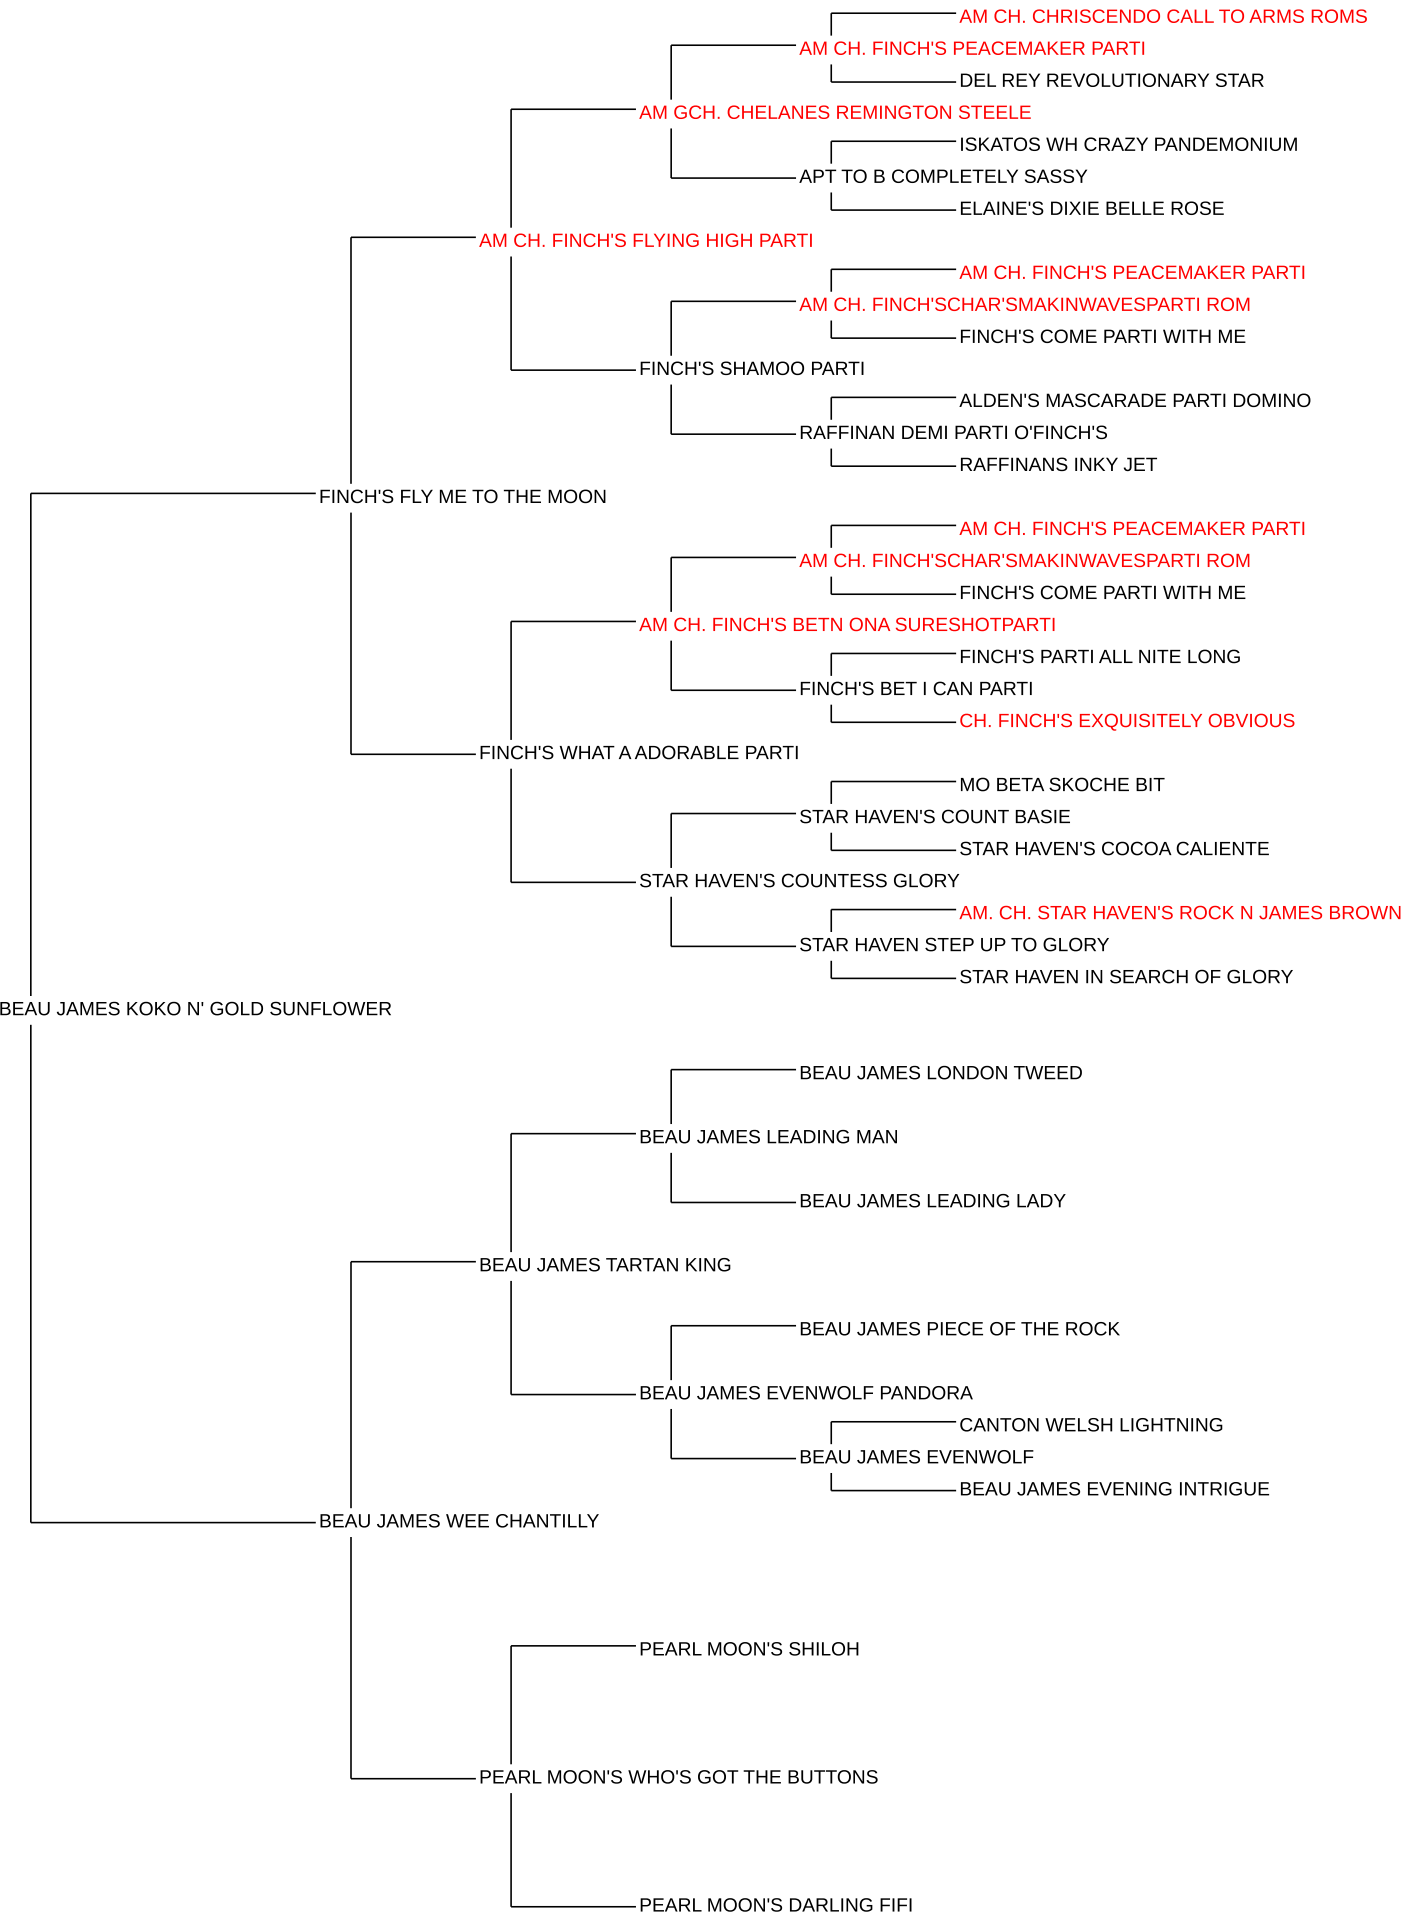 AM CH. CHRISCENDO CALL TO ARMS ROMS
AM CH. FINCH'S PEACEMAKER PARTI
DEL REY REVOLUTIONARY STAR
AM GCH. CHELANES REMINGTON STEELE
ISKATOS WH CRAZY PANDEMONIUM
APT TO B COMPLETELY SASSY
ELAINE'S DIXIE BELLE ROSE
AM CH. FINCH'S FLYING HIGH PARTI
AM CH. FINCH'S PEACEMAKER PARTI
AM CH. FINCH'SCHAR'SMAKINWAVESPARTI ROM
FINCH'S COME PARTI WITH ME
FINCH'S SHAMOO PARTI
ALDEN'S MASCARADE PARTI DOMINO
RAFFINAN DEMI PARTI O'FINCH'S
RAFFINANS INKY JET
FINCH'S FLY ME TO THE MOON
AM CH. FINCH'S PEACEMAKER PARTI
AM CH. FINCH'SCHAR'SMAKINWAVESPARTI ROM
FINCH'S COME PARTI WITH ME
AM CH. FINCH'S BETN ONA SURESHOTPARTI
FINCH'S PARTI ALL NITE LONG
FINCH'S BET I CAN PARTI
CH. FINCH'S EXQUISITELY OBVIOUS
FINCH'S WHAT A ADORABLE PARTI
MO BETA SKOCHE BIT
STAR HAVEN'S COUNT BASIE
STAR HAVEN'S COCOA CALIENTE
STAR HAVEN'S COUNTESS GLORY
AM. CH. STAR HAVEN'S ROCK N JAMES BROWN
STAR HAVEN STEP UP TO GLORY
STAR HAVEN IN SEARCH OF GLORY
BEAU JAMES KOKO N' GOLD SUNFLOWER
BEAU JAMES LONDON TWEED
BEAU JAMES LEADING MAN
BEAU JAMES LEADING LADY
BEAU JAMES TARTAN KING
BEAU JAMES PIECE OF THE ROCK
BEAU JAMES EVENWOLF PANDORA
CANTON WELSH LIGHTNING
BEAU JAMES EVENWOLF
BEAU JAMES EVENING INTRIGUE
BEAU JAMES WEE CHANTILLY
PEARL MOON'S SHILOH
PEARL MOON'S WHO'S GOT THE BUTTONS
PEARL MOON'S DARLING FIFI